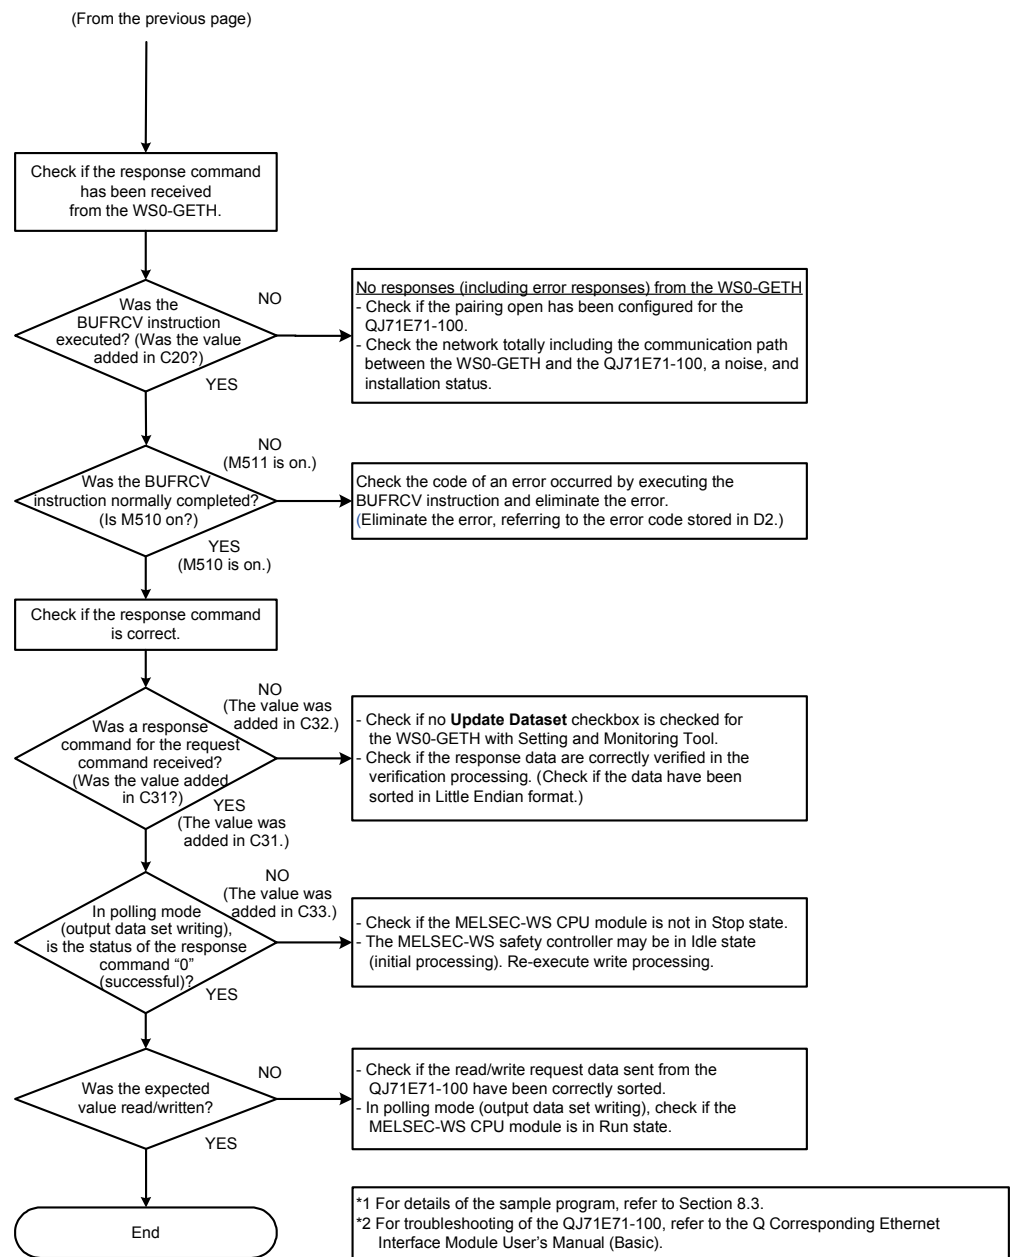 (From the previous page)
Check if the response command
has been received
from the WS0-GETH.
Was the
BUFRCV instruction
executed? (Was the value
added in C20?)
NO
YES
No responses (including error responses) from the WS0-GETH
- Check if the pairing open has been configured for the
QJ71E71-100.
- Check the network totally including the communication path
between the WS0-GETH and the QJ71E71-100, a noise, and
installation status.
Was the BUFRCV
instruction normally completed?
(Is M510 on?)
NO
(M511 is on.)
YES
(M510 is on.)
Check the code of an error occurred by executing the
BUFRCV instruction and eliminate the error.
(Eliminate the error, referring to the error code stored in D2.)
Check if the response command
is correct.
Was a response
command for the request
command received?
(Was the value added
in C31?)
NO
(The value was
added in C32.)
YES
(The value was
added in C31.)
- Check if no Update Dataset checkbox is checked for
the WS0-GETH with Setting and Monitoring Tool.
- Check if the response data are correctly verified in the
verification processing. (Check if the data have been
sorted in Little Endian format.)
In polling mode
(output data set writing),
is the status of the response
command “0”
(successful)?
NO
(The value was
added in C33.)
YES
- Check if the MELSEC-WS CPU module is not in Stop state.
- The MELSEC-WS safety controller may be in Idle state
(initial processing). Re-execute write processing.
Was the expected
value read/written?
NO
YES
- Check if the read/write request data sent from the
QJ71E71-100 have been correctly sorted.
- In polling mode (output data set writing), check if the
MELSEC-WS CPU module is in Run state.
End
*1 For details of the sample program, refer to Section 8.3.
*2 For troubleshooting of the QJ71E71-100, refer to the Q Corresponding Ethernet
Interface Module User's Manual (Basic).